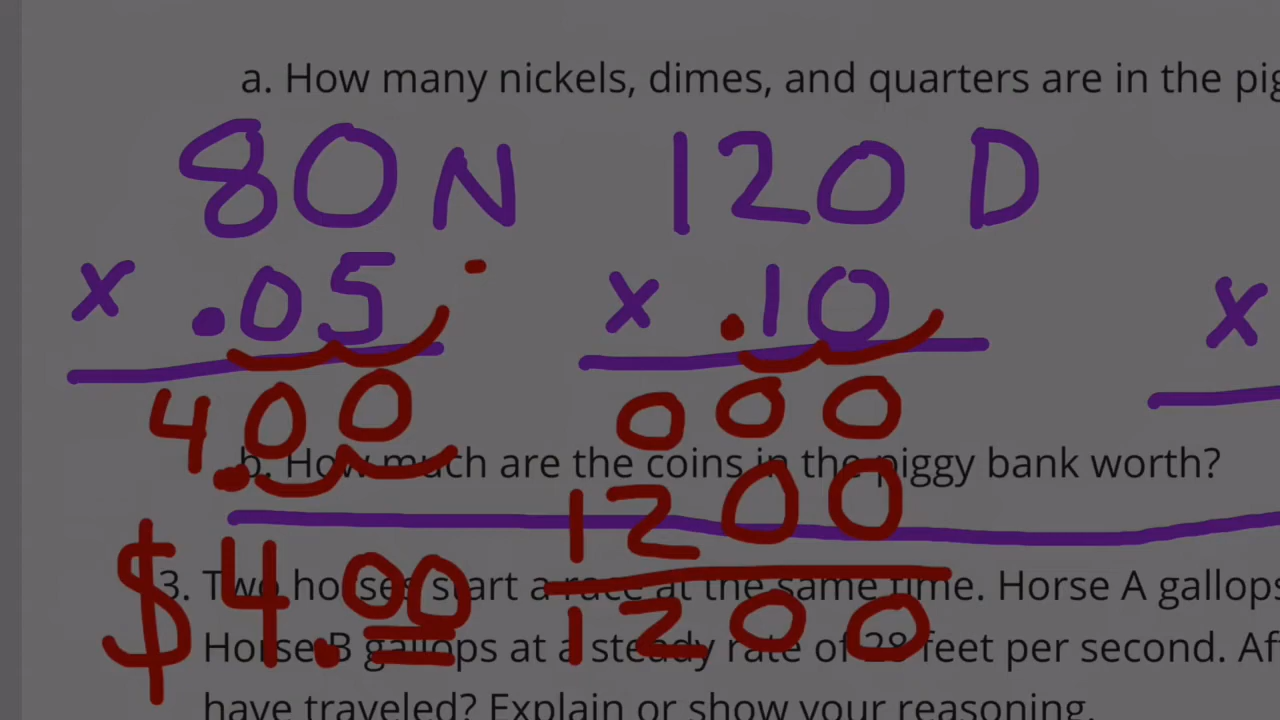 a. How many nickels, dimes, and quarters are in the pig
80 N 120 D
x .05 x .10 x
400 000
b. How much are the coins in the piggy bank worth?
1200
$4.00 1200
3. Two horses start a race at the same time. Horse A gallops
Horse B gallops at a steady rate of 28 feet per second. Af
have traveled? Explain or show your reasoning.